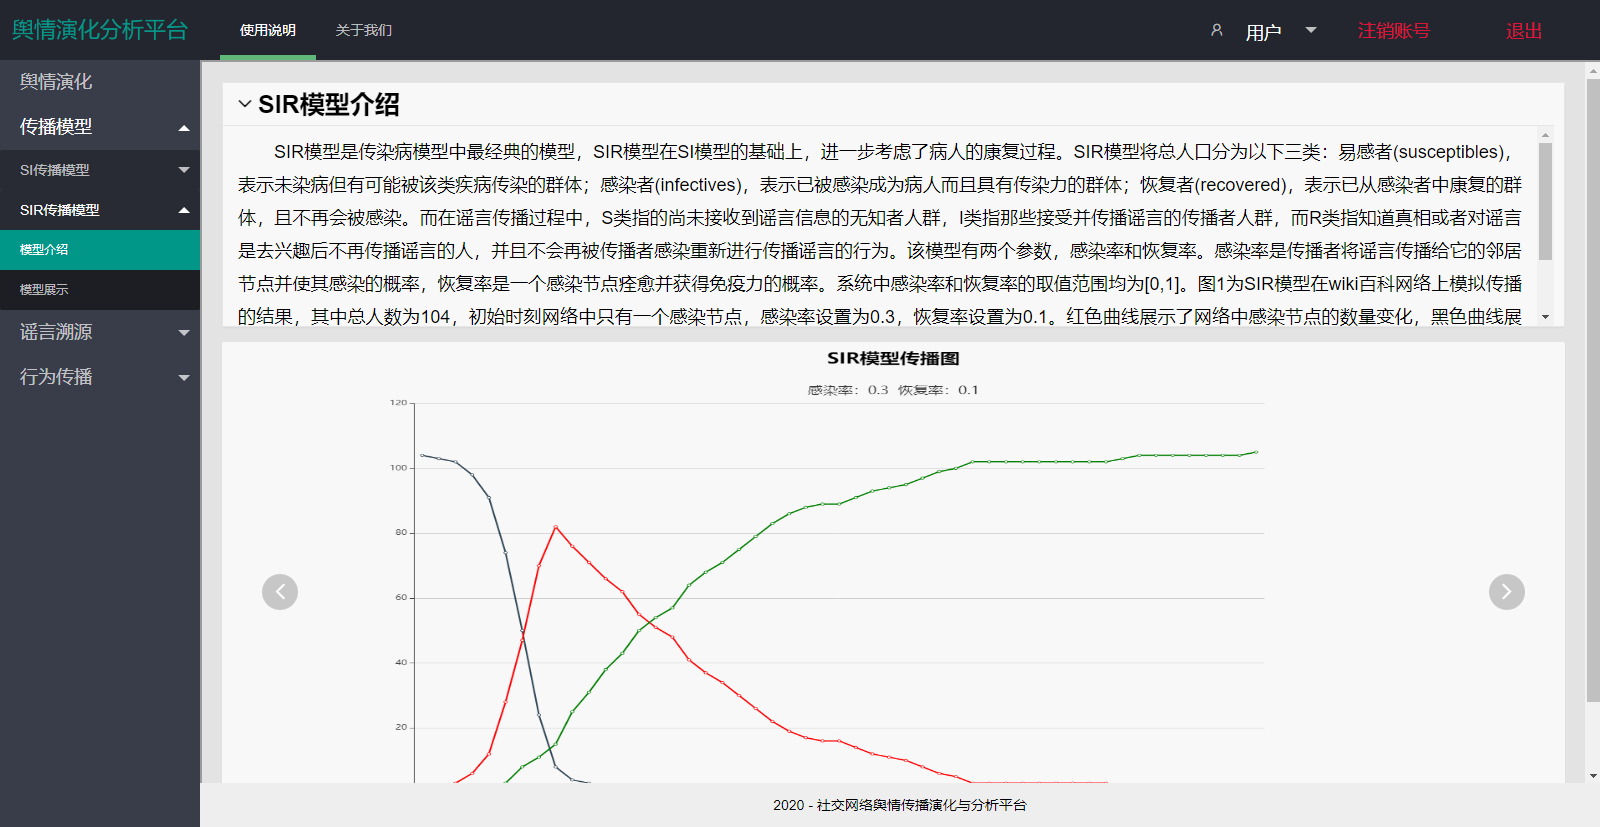 舆情演化分析平台
使用说明
关于我们
用户
注销账号
退出
舆情演化
传播模型
SI传播模型
SIR传播模型
模型介绍
模型展示
谣言溯源
行为传播
SIR模型介绍
SIR模型是传染病模型中最经典的模型，SIR模型在SI模型的基础上，进一步考虑了病人的康复过程。SIR模型将总人口分为以下三类：易感者(susceptibles)，
表示未染病但有可能被该类疾病传染的群体；感染者(infectives)，表示已被感染成为病人而且具有传染力的群体；恢复者(recovered)，表示已从感染者中康复的群
体，且不再会被感染。而在谣言传播过程中，S类指的尚未接收到谣言信息的无知者人群，I类指那些接受并传播谣言的传播者人群，而R类指知道真相或者对谣言
是去兴趣后不再传播谣言的人，并且不会再被传播者感染重新进行传播谣言的行为。该模型有两个参数，感染率和恢复率。感染率是传播者将谣言传播给它的邻居
节点并使其感染的概率，恢复率是一个感染节点痊愈并获得免疫力的概率。系统中感染率和恢复率的取值范围均为[0,1]。图1为SIR模型在wiki百科网络上模拟传播
的结果，其中总人数为104，初始时刻网络中只有一个感染节点，感染率设置为0.3，恢复率设置为0.1。红色曲线展示了网络中感染节点的数量变化，黑色曲线展
SIR模型传播图
感染率：0.3 恢复率：0.1
120
100
80
60
40
20
2020 - 社交网络舆情传播演化与分析平台